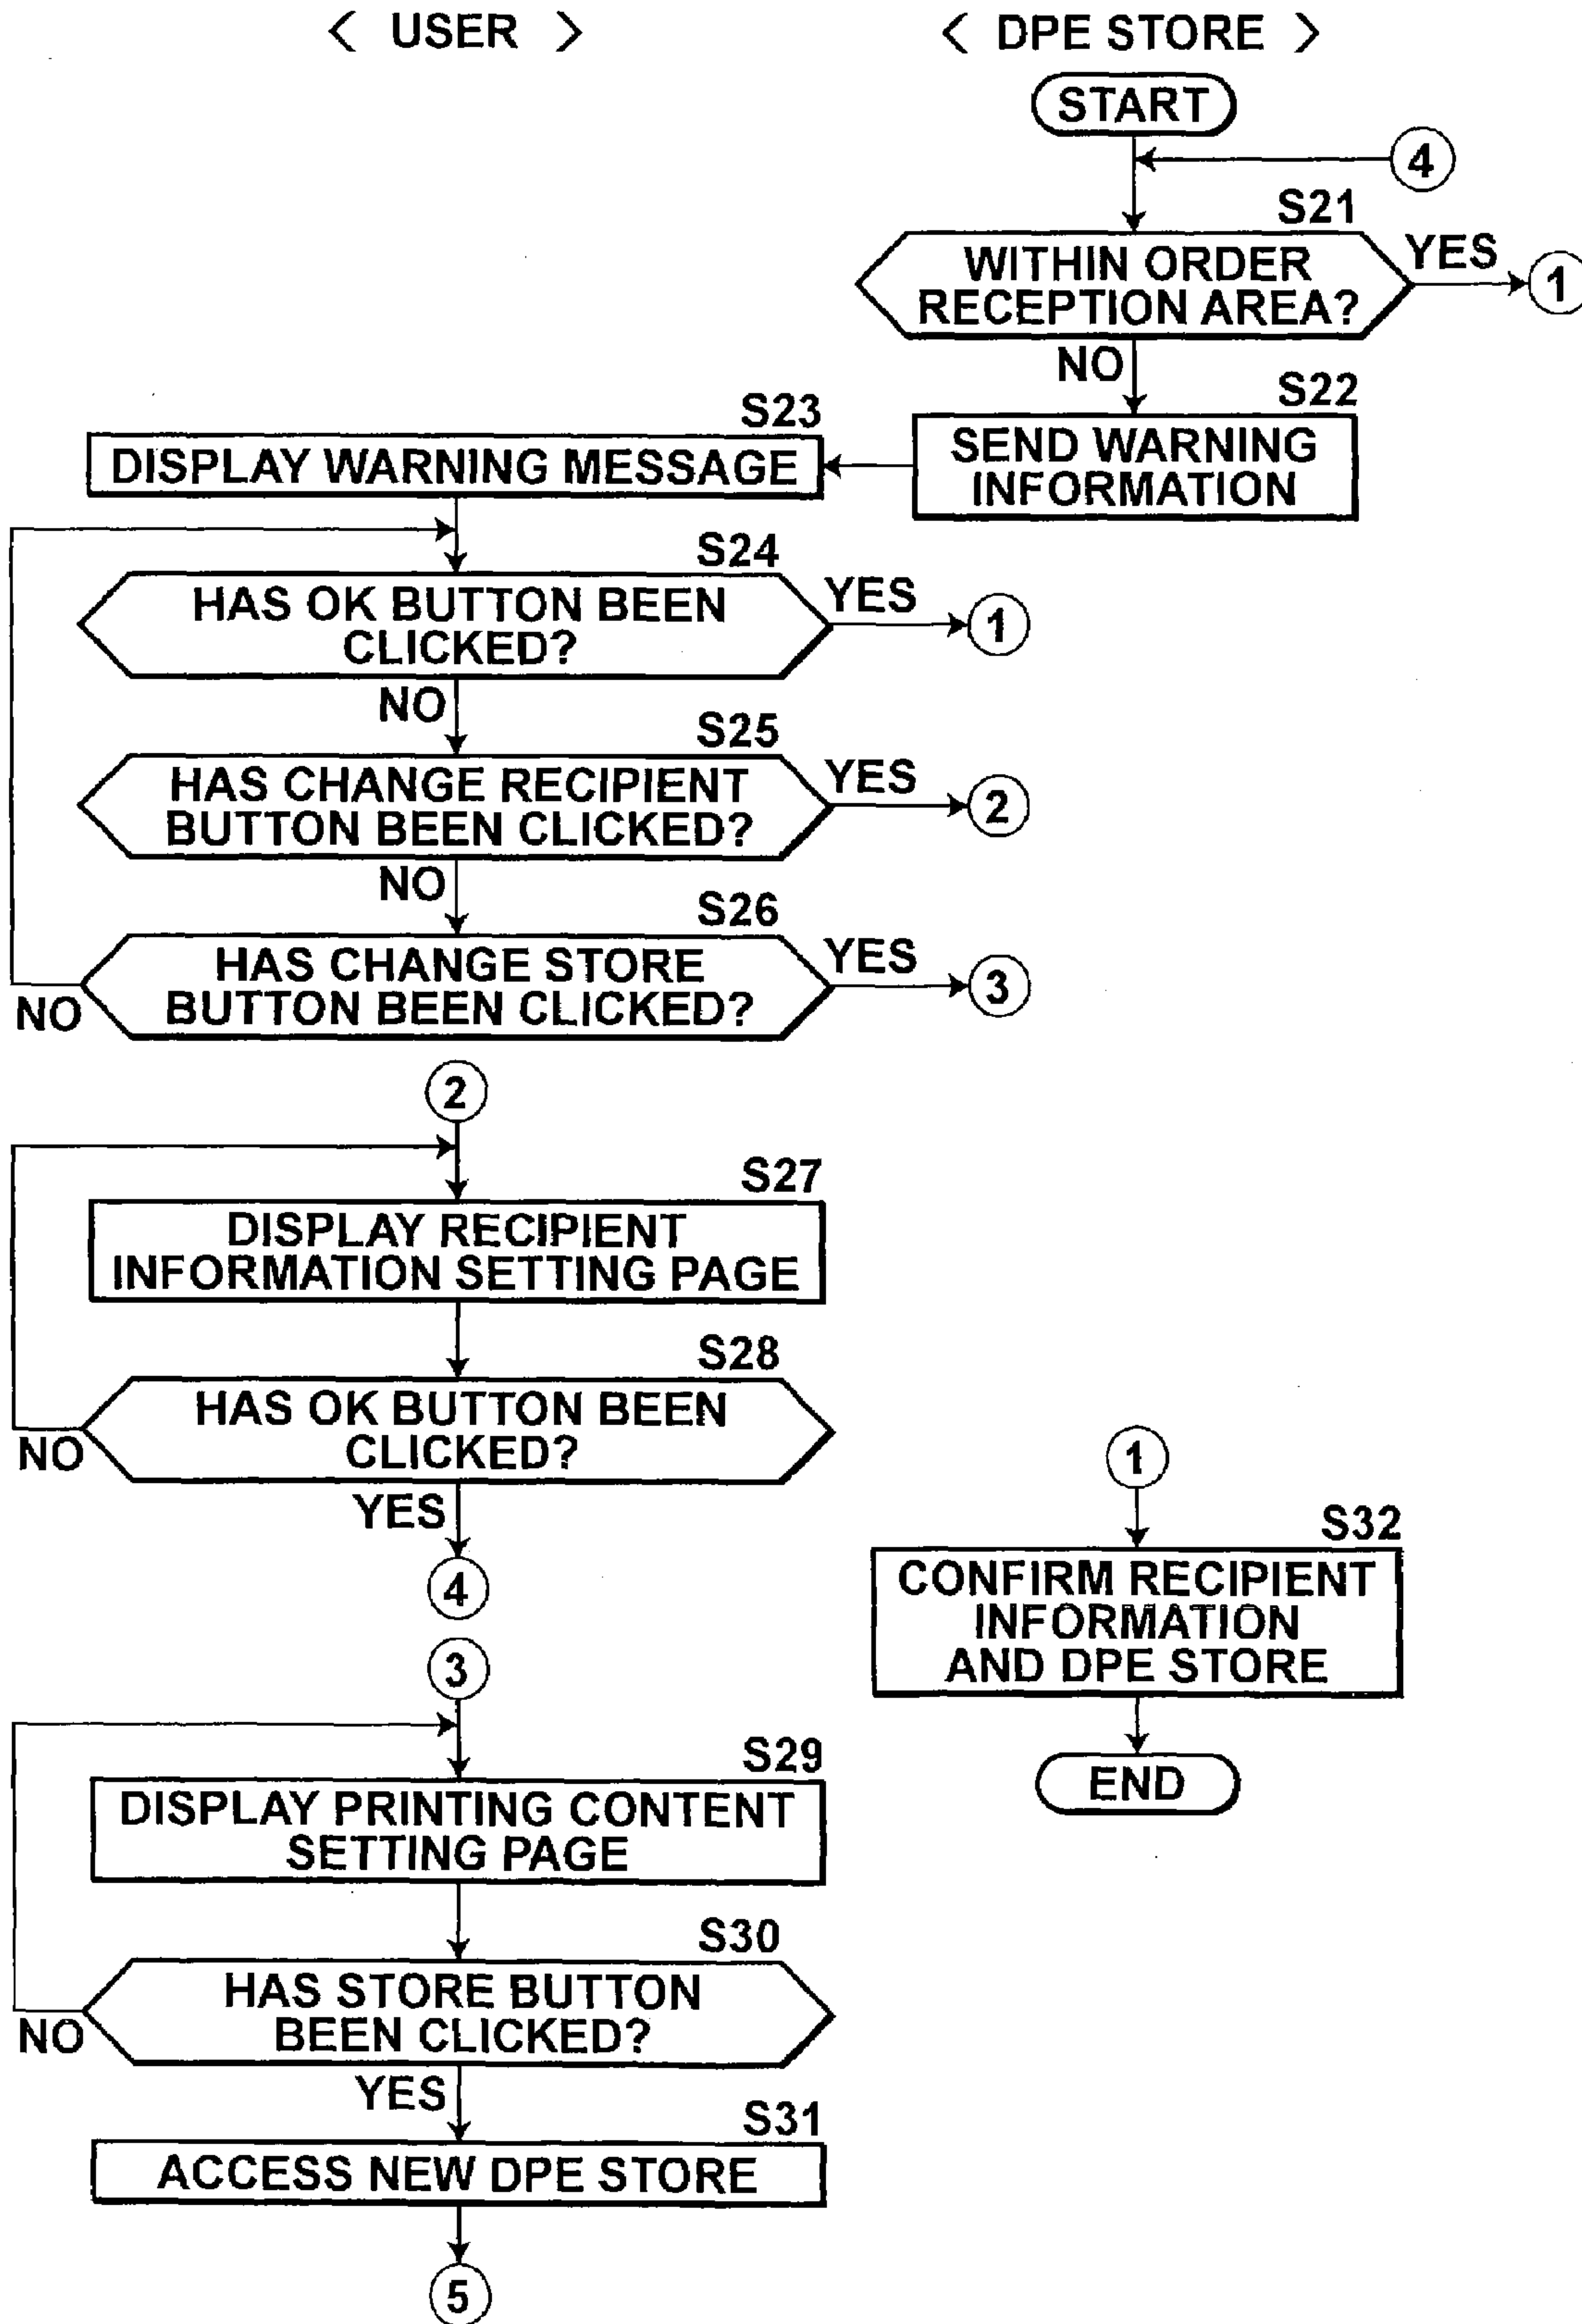 < USER >
< DPE STORE >
START
4
S21
WITHIN ORDER
RECEPTION AREA?
YES
1
NO
S22
SEND WARNING
INFORMATION
S23
DISPLAY WARNING MESSAGE
S24
HAS OK BUTTON BEEN
CLICKED?
YES
1
NO
S25
HAS CHANGE RECIPIENT
BUTTON BEEN CLICKED?
YES
2
NO
S26
HAS CHANGE STORE
BUTTON BEEN CLICKED?
YES
3
NO
2
S27
DISPLAY RECIPIENT
INFORMATION SETTING PAGE
S28
HAS OK BUTTON BEEN
CLICKED?
NO
YES
4
3
S29
DISPLAY PRINTING CONTENT
SETTING PAGE
S30
HAS STORE BUTTON
BEEN CLICKED?
NO
YES
S31
ACCESS NEW DPE STORE
5
1
S32
CONFIRM RECIPIENT
INFORMATION
AND DPE STORE
END